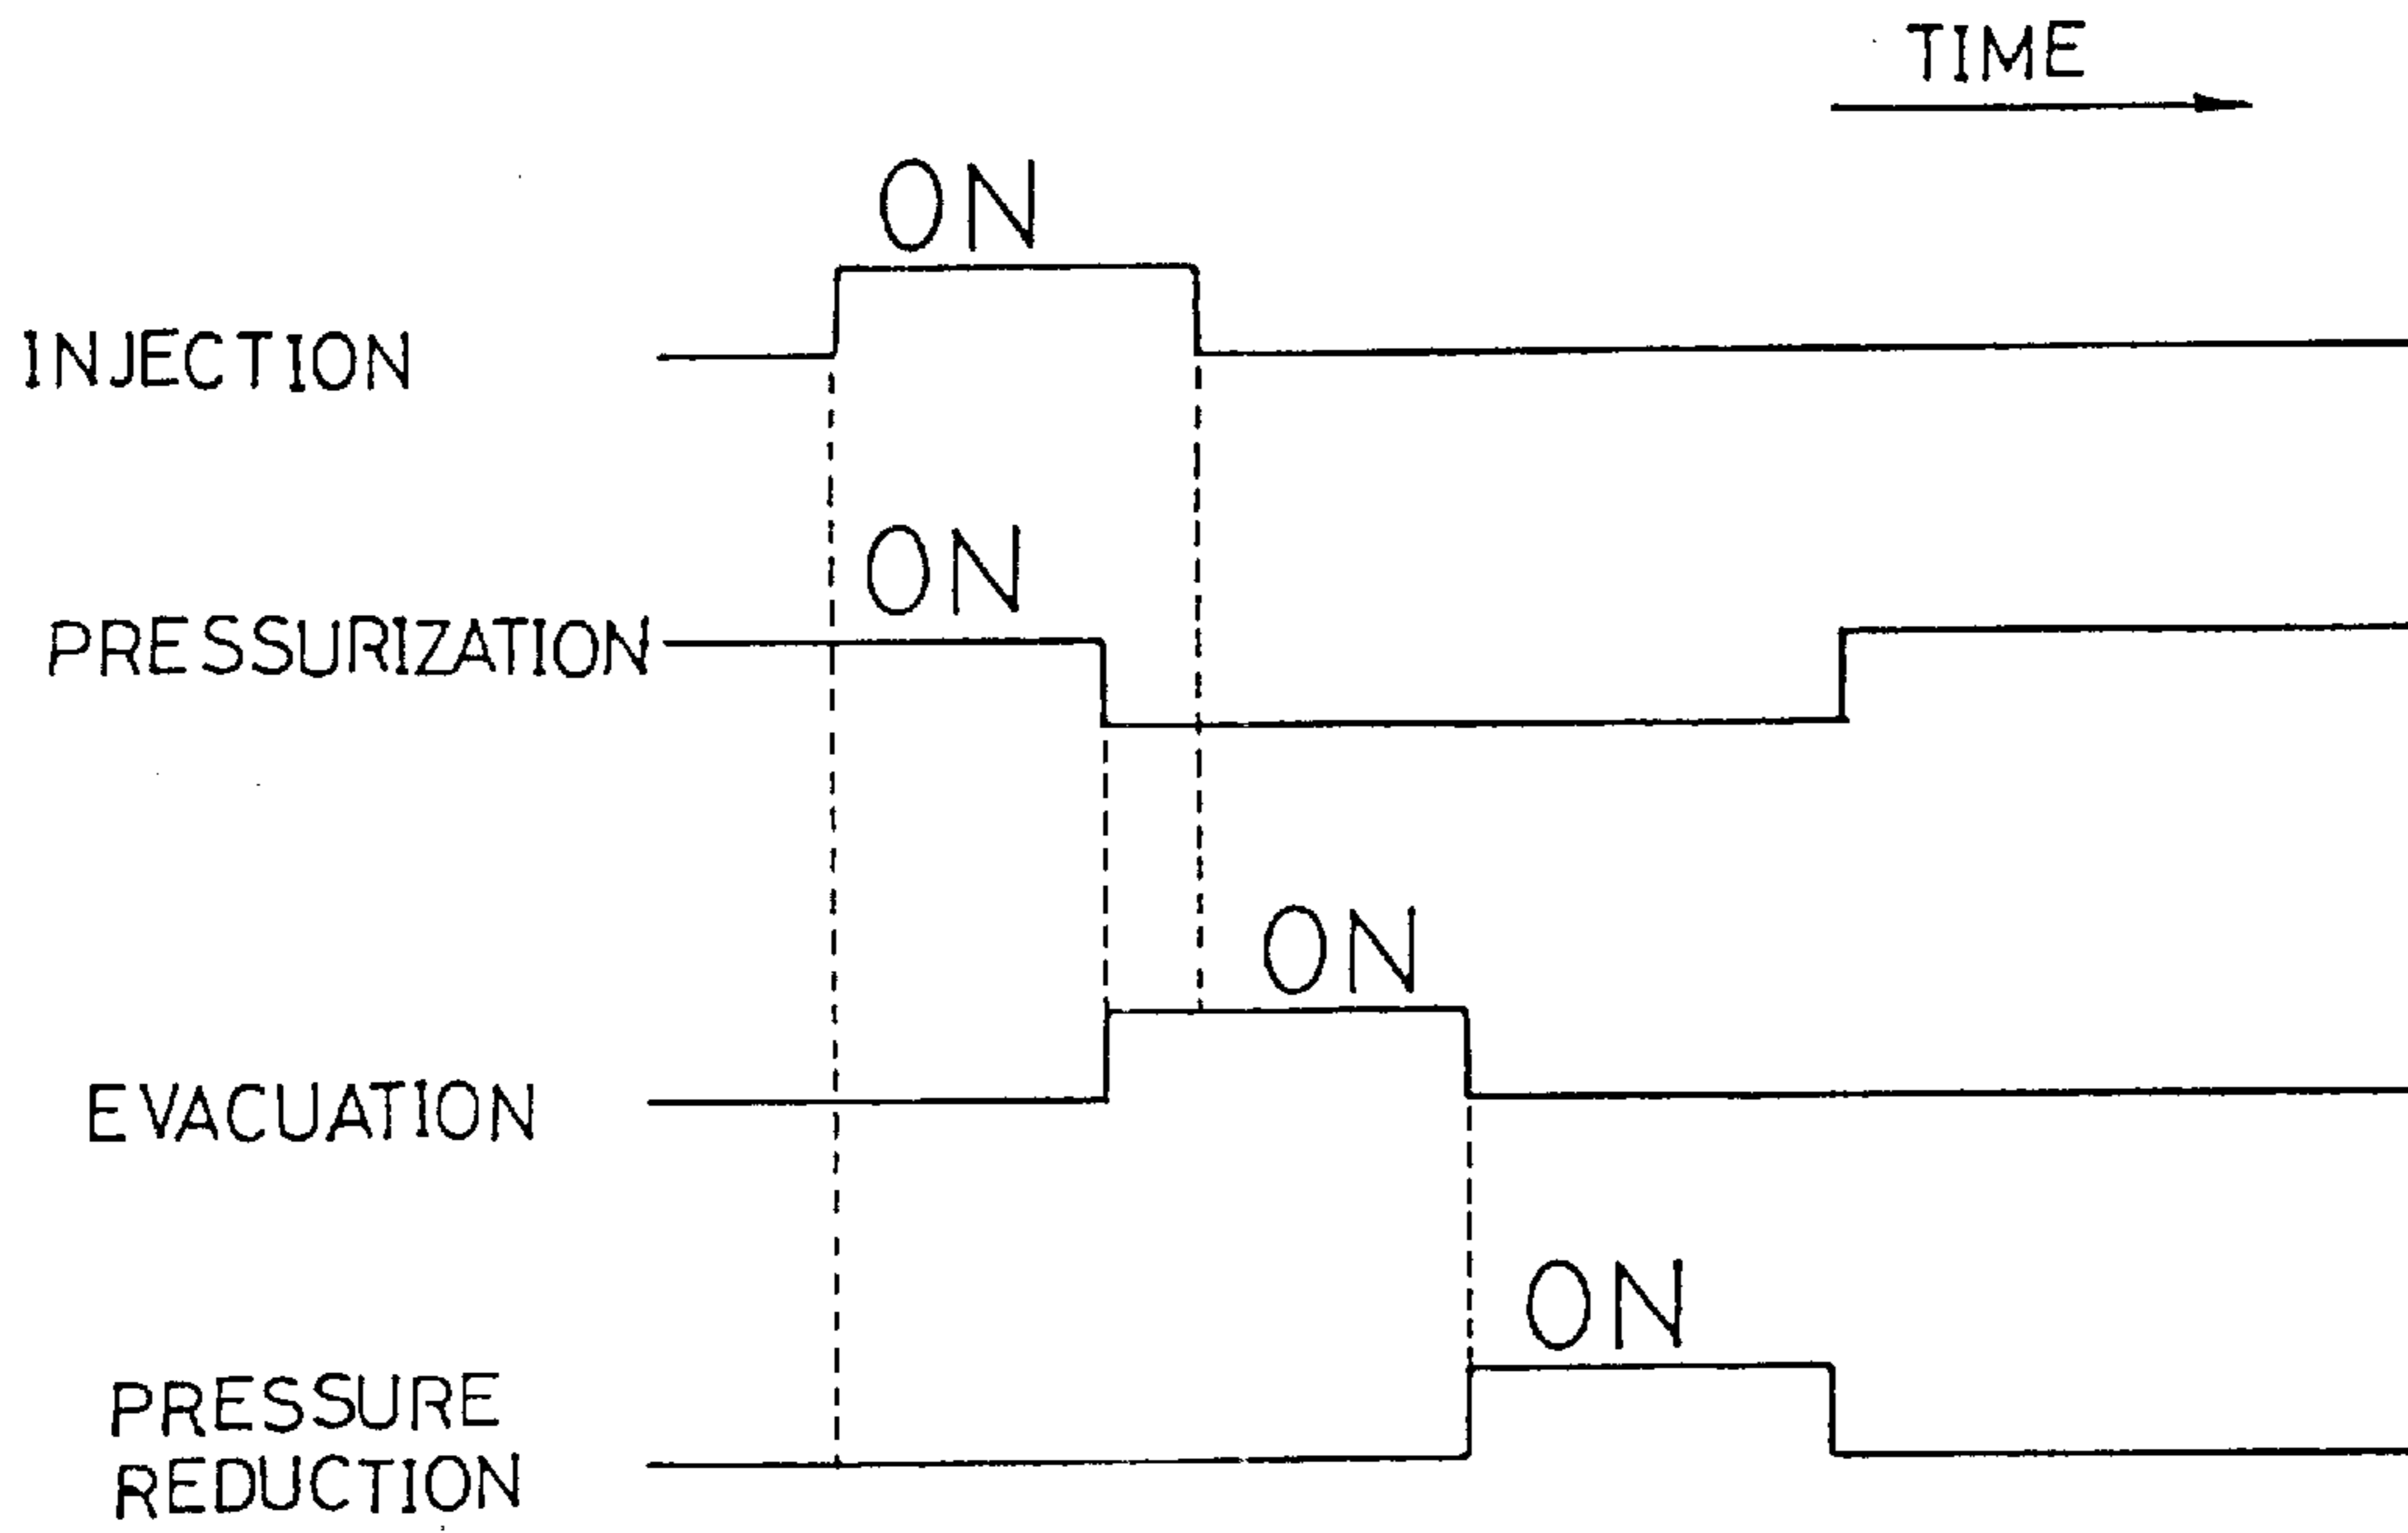 TIME
ON
INJECTION
ON
PRESSURIZATION
ON
EVACUATION
ON
PRESSURE
REDUCTION